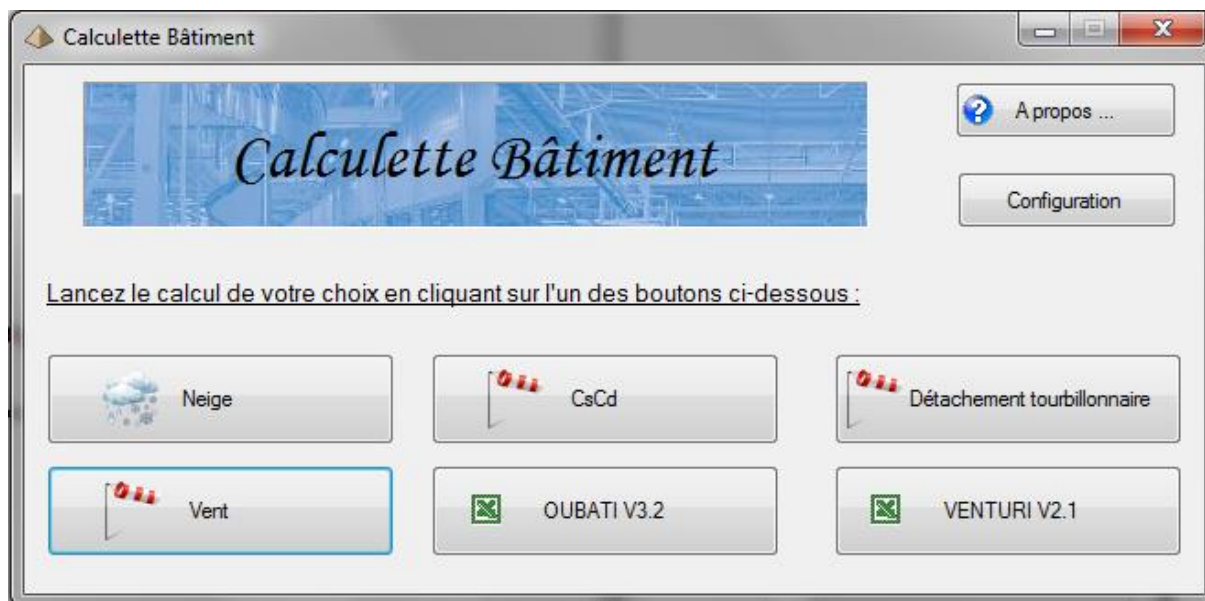 Calculette Bâtiment
Calculette Bâtiment
A propos ...
Configuration
Lancez le calcul de votre choix en cliquant sur l'un des boutons ci-dessous :
Neige
CsCd
Détachement tourbillonnaire
Vent
OUBATI V3.2
VENTURI V2.1